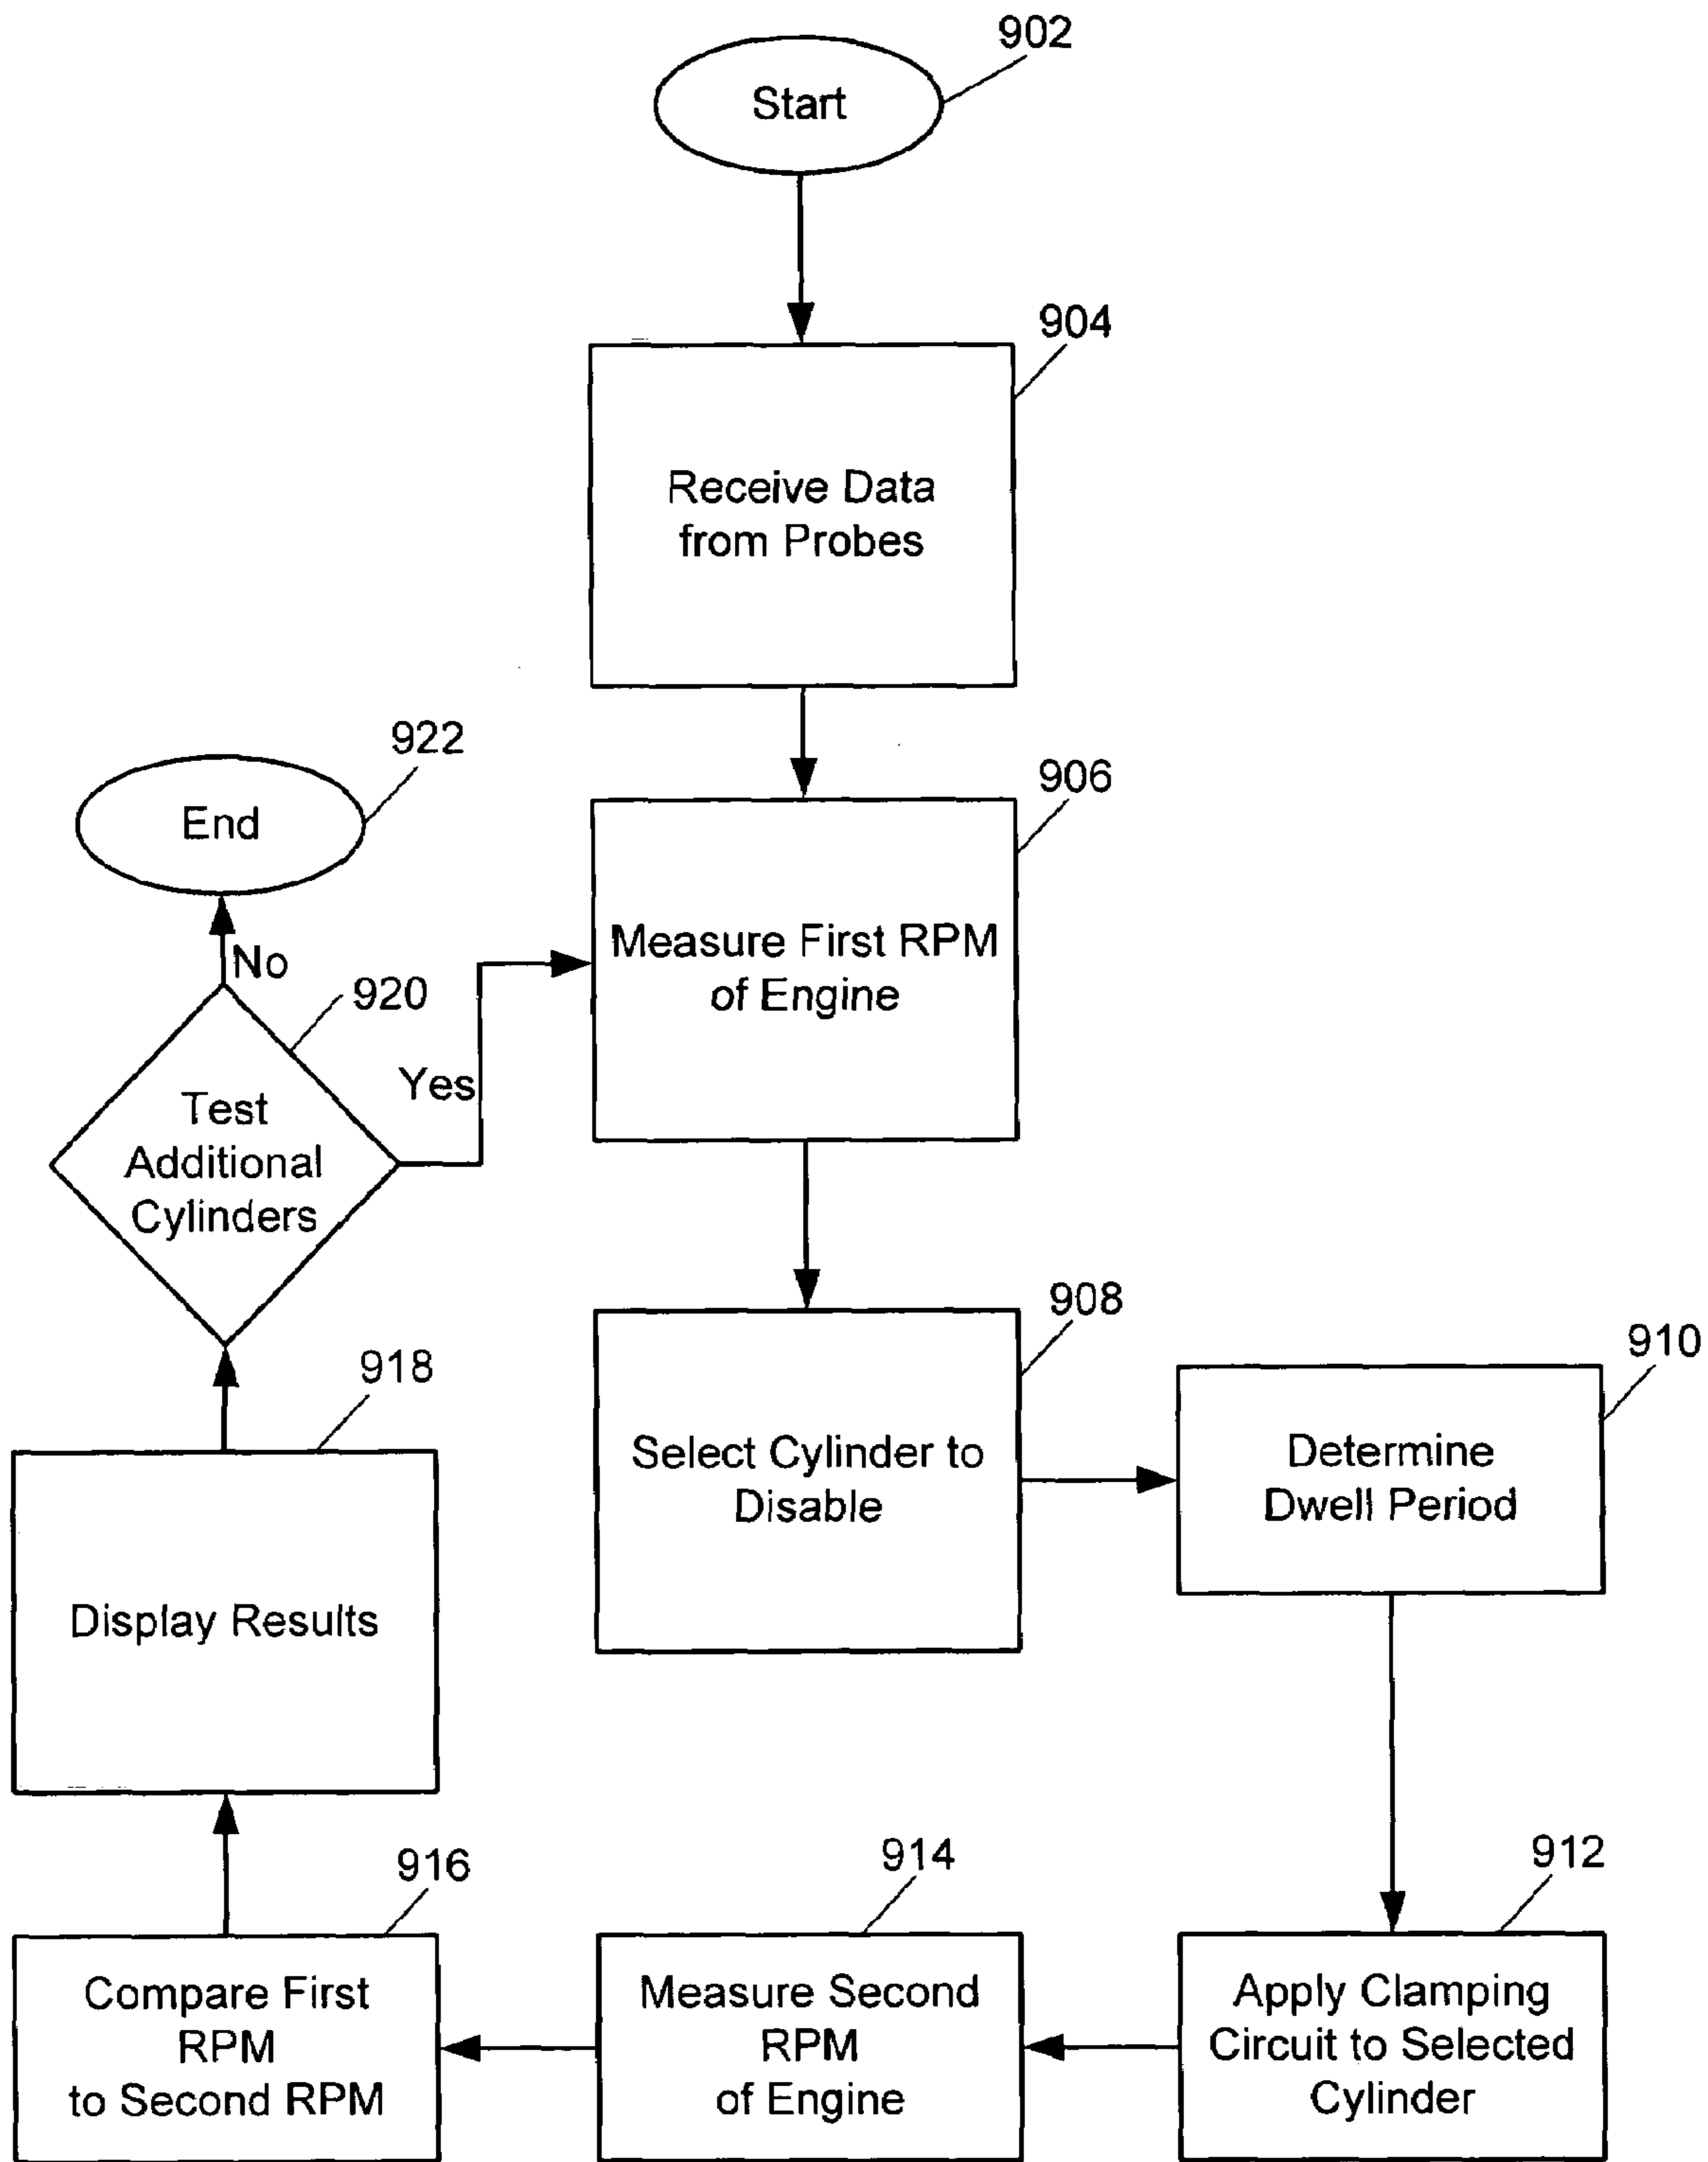 902
Start
904
Receive Data
from Probes
922
End
906
Measure First RPM
of Engine
No
920
Yes
Test
Additional
Cylinders
908
Select Cylinder to
Disable
910
Determine
Dwell Period
918
Display Results
912
Apply Clamping
Circuit to Selected
Cylinder
914
Measure Second
RPM
of Engine
916
Compare First
RPM
to Second RPM